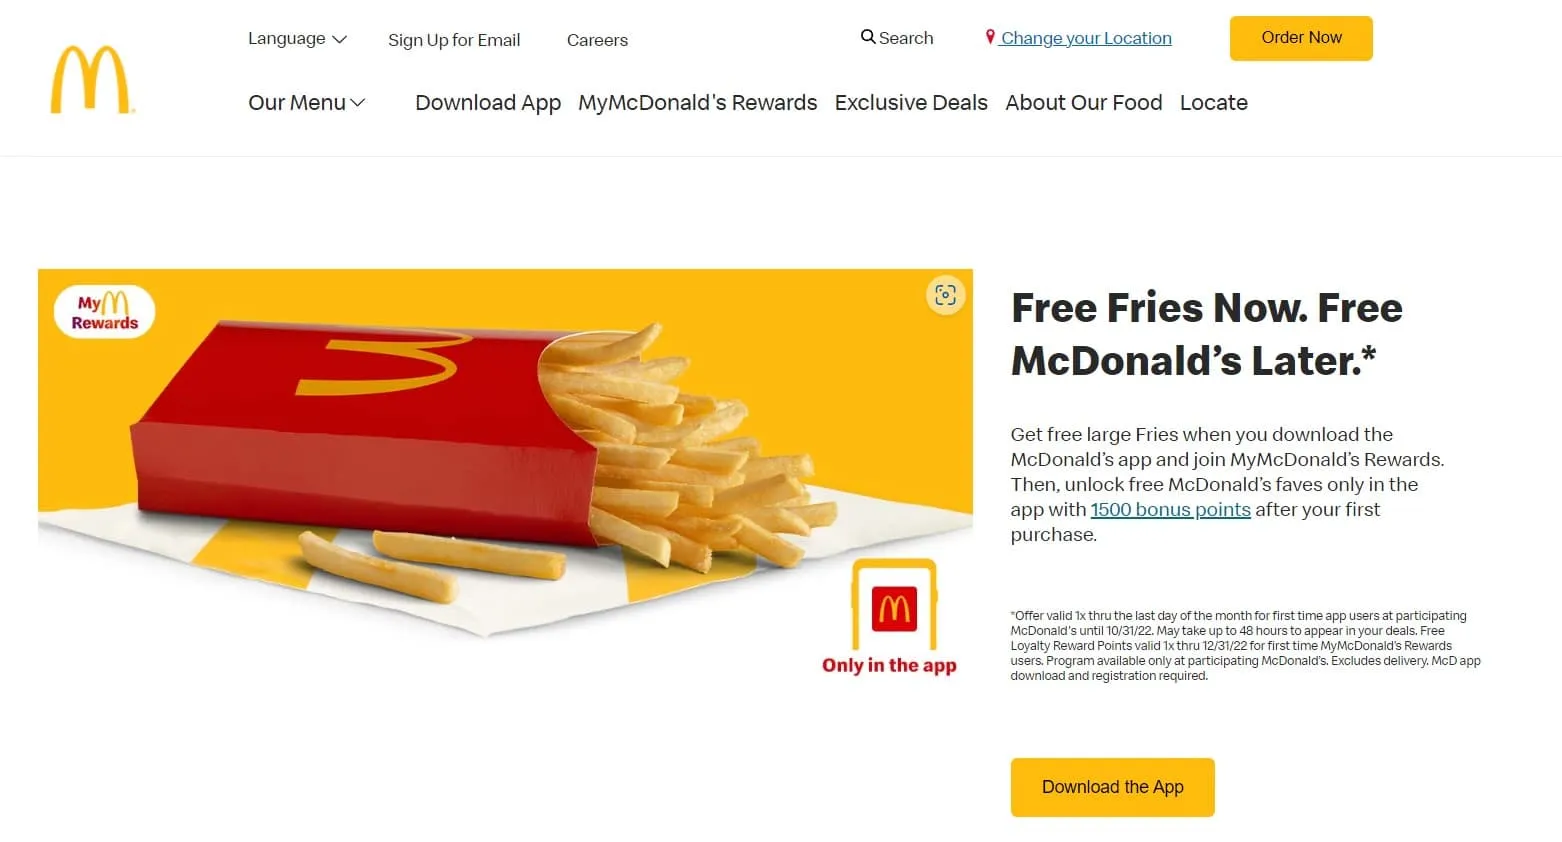 Language
Sign Up for Email
Careers
Search
Change your Location
Order Now
Our Menu
Download App
MyMcDonald's Rewards
Exclusive Deals
About Our Food
Locate
My
Rewards
Only in the app
Free Fries Now. Free
McDonald’s Later.*
Get free large Fries when you download the
McDonald’s app and join MyMcDonald’s Rewards.
Then, unlock free McDonald’s faves only in the
app with 1500 bonus points after your first
purchase.
*Offer valid 1x thru the last day of the month for first time app users at participating
McDonald's until 10/31/22. May take up to 48 hours to appear in your deals. Free
Loyalty Reward Points valid 1x thru 12/31/22 for first time MyMcDonald’s Rewards
users. Program available only at participating McDonald’s. Excludes delivery. McD app
download and registration required.
Download the App